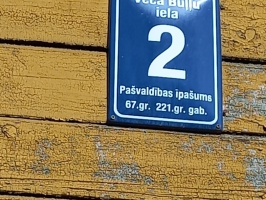 Vecā Buļļu
iela
2
Pašvaldības īpašums
67.gr. 221.gr. gab.